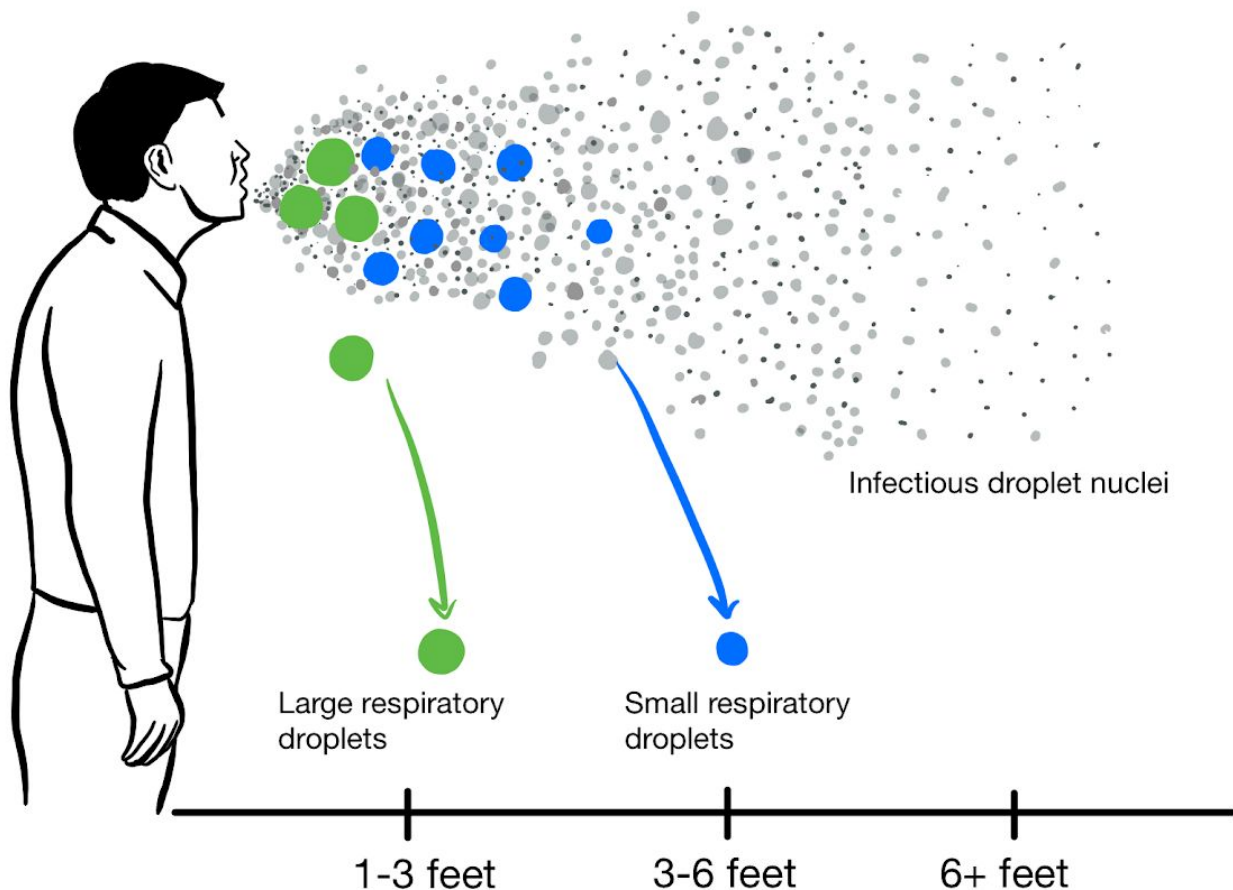 Infectious droplet nuclei
Large respiratory
droplets
Small respiratory
droplets
1-3 feet
3-6 feet
6+ feet